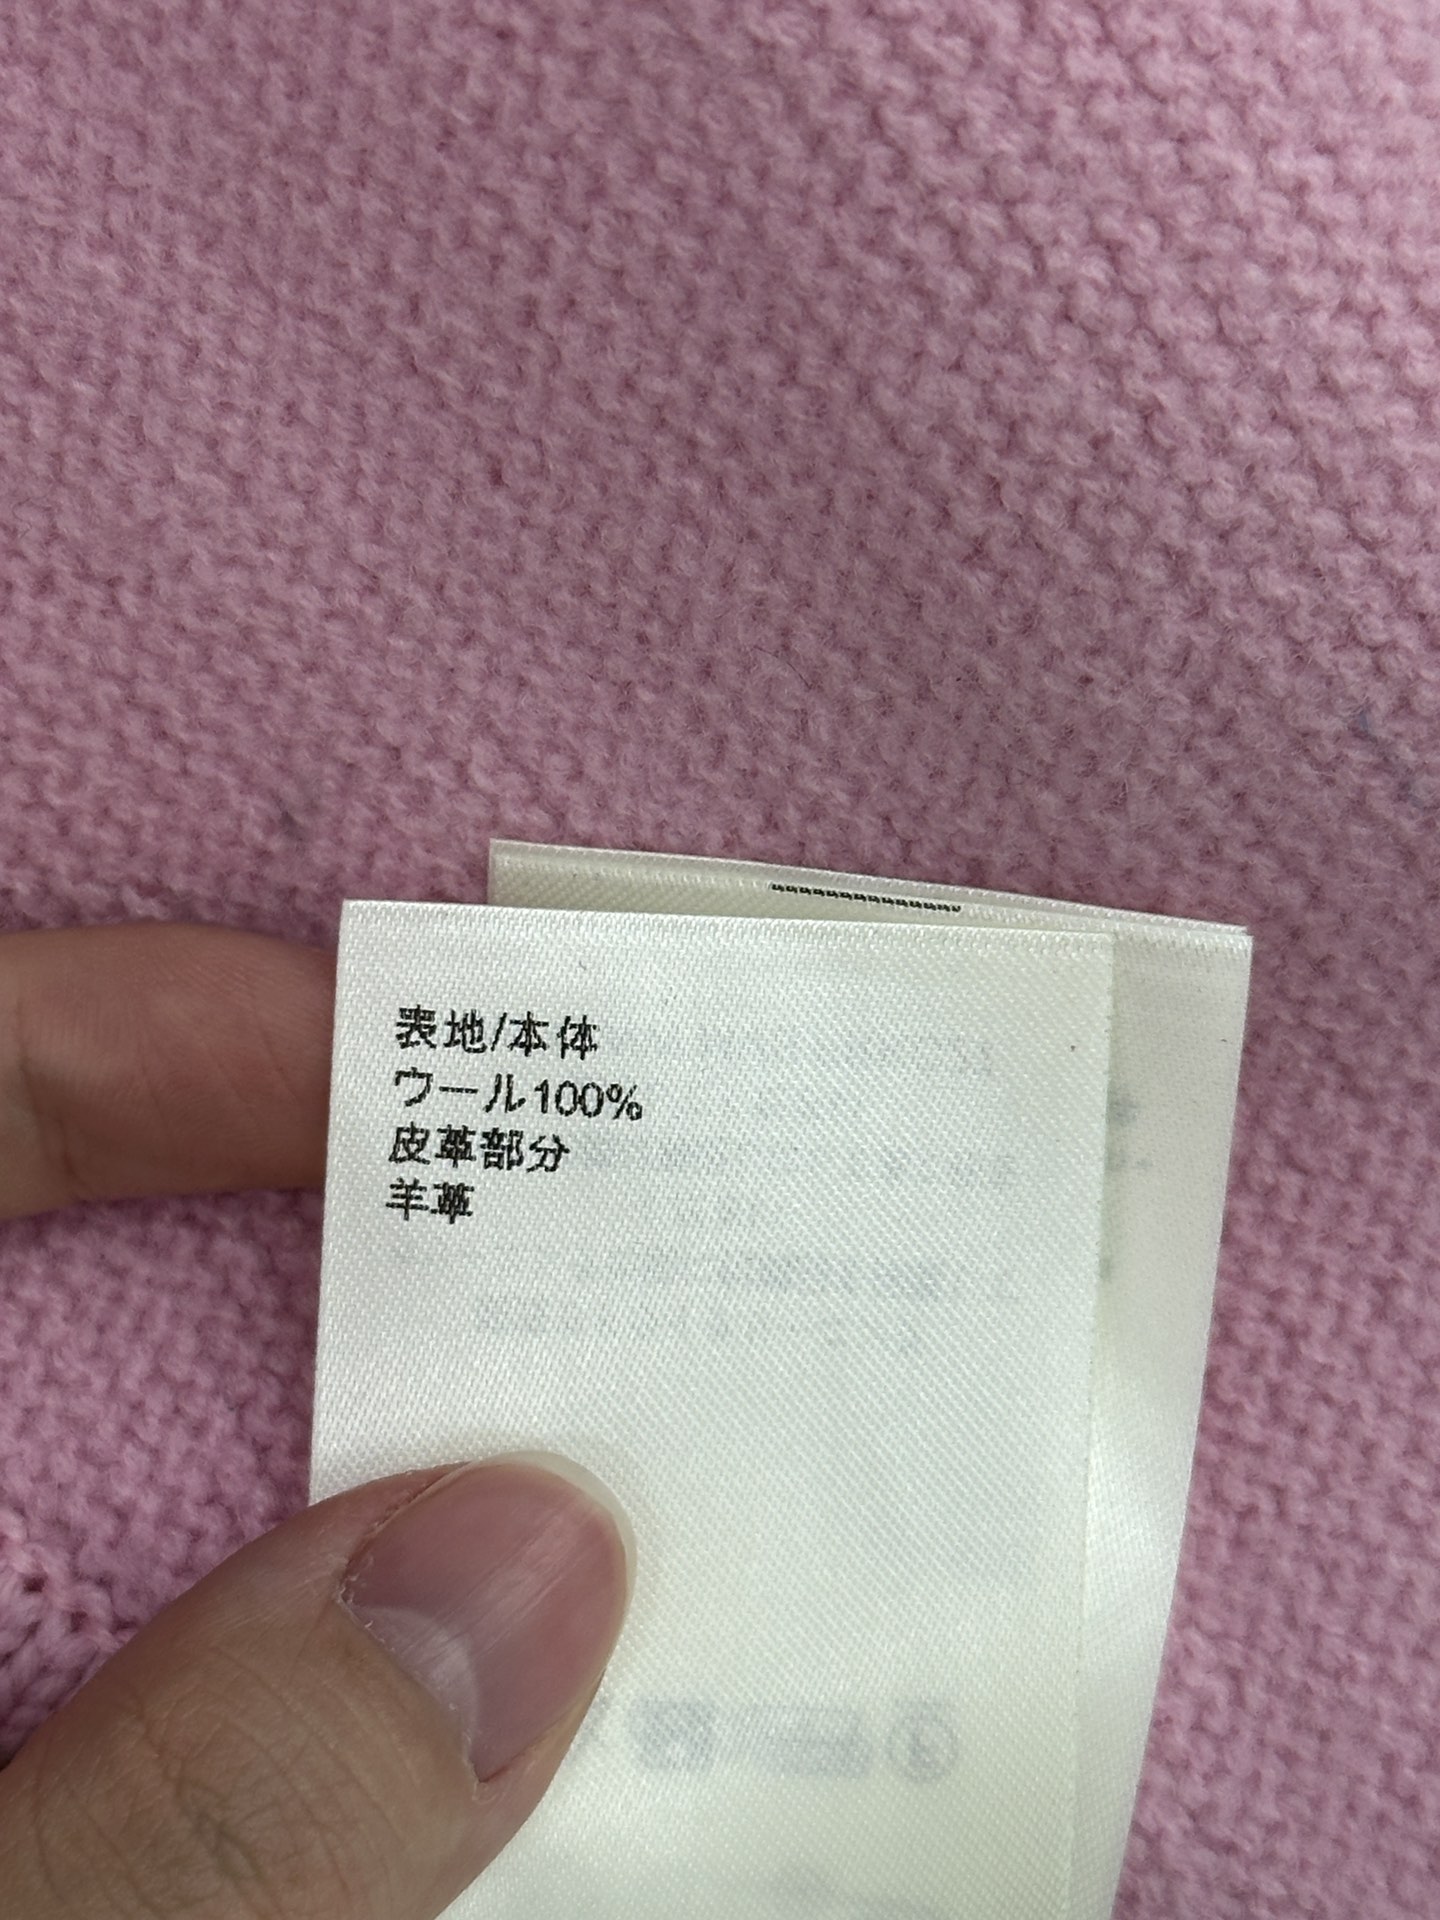 表地/本体
ウール100%
皮革部分
羊革